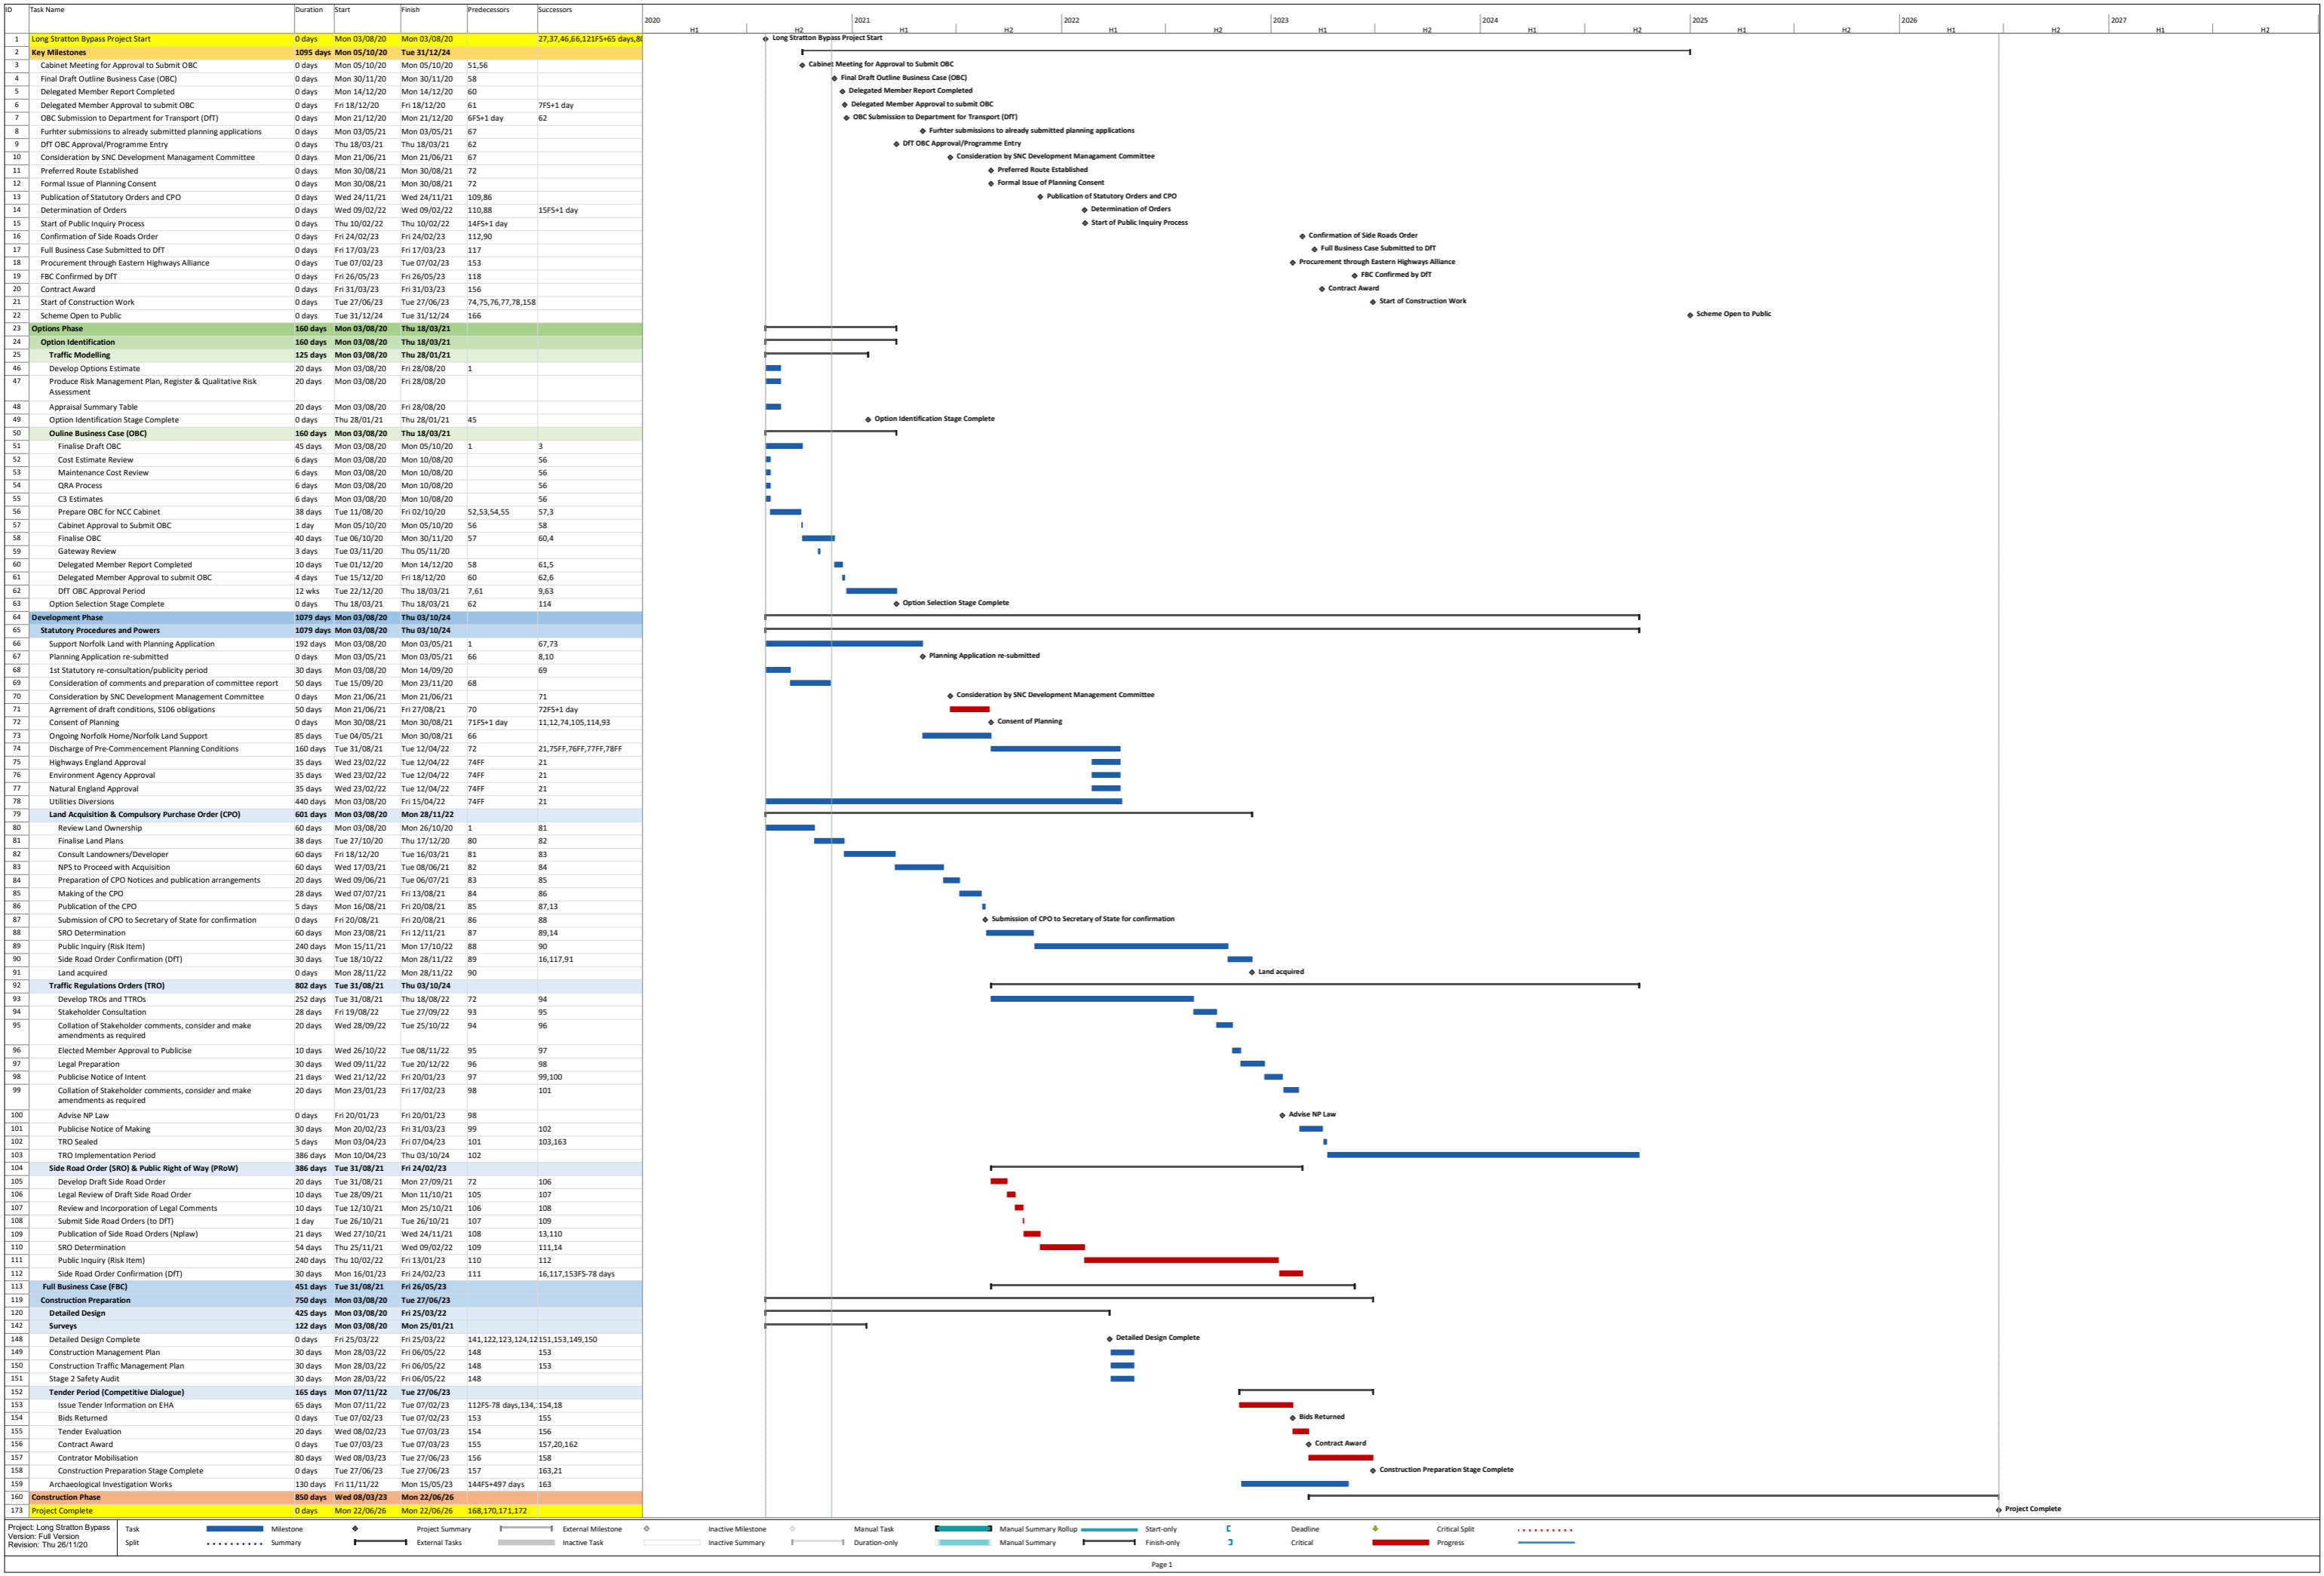 ID Task Name Duration Start Finish Predecessors Successors
2020 2021 2022 2023 2024 2025 2026 2027
H1 H2 H1 H2 H1 H2 H1 H2 H1 H2 H1 H2 H1 H2 H1 H2
1 Long Stratton Bypass Project Start 0 days Mon 03/08/20 Mon 03/08/20 27,37,46,66,121FS+65 days,80 Long Stratton Bypass Project Start
2 Key Milestones 1095 days Mon 05/10/20 Tue 31/12/24
3 Cabinet Meeting for Approval to Submit OBC 0 days Mon 05/10/20 Mon 05/10/20 51,56 Cabinet Meeting for Approval to Submit OBC
4 Final Draft Outline Business Case (OBC) 0 days Mon 30/11/20 Mon 30/11/20 58 Final Draft Outline Business Case (OBC)
5 Delegated Member Report Completed 0 days Mon 14/12/20 Mon 14/12/20 60 Delegated Member Report Completed
6 Delegated Member Approval to submit OBC 0 days Fri 18/12/20 Fri 18/12/20 61 7FS+1 day Delegated Member Approval to submit OBC
7 OBC Submission to Department for Transport (DfT) 0 days Mon 21/12/20 Mon 21/12/20 6FS+1 day 62 OBC Submission to Department for Transport (DfT)
8 Furhter submissions to already submitted planning applications 0 days Mon 03/05/21 Mon 03/05/21 67 Furhter submissions to already submitted planning applications
9 DfT OBC Approval/Programme Entry 0 days Thu 18/03/21 Thu 18/03/21 62 DfT OBC Approval/Programme Entry
10 Consideration by SNC Development Managament Committee 0 days Mon 21/06/21 Mon 21/06/21 67 Consideration by SNC Development Managament Committee
11 Preferred Route Established 0 days Mon 30/08/21 Mon 30/08/21 72 Preferred Route Established
12 Formal Issue of Planning Consent 0 days Mon 30/08/21 Mon 30/08/21 72 Formal Issue of Planning Consent
13 Publication of Statutory Orders and CPO 0 days Wed 24/11/21 Wed 24/11/21 109,86 Publication of Statutory Orders and CPO
14 Determination of Orders 0 days Wed 09/02/22 Wed 09/02/22 110,88 15FS+1 day Determination of Orders
15 Start of Public Inquiry Process 0 days Thu 10/02/22 Thu 10/02/22 14FS+1 day Start of Public Inquiry Process
16 Confirmation of Side Roads Order 0 days Fri 24/02/23 Fri 24/02/23 112,90 Confirmation of Side Roads Order
17 Full Business Case Submitted to DfT 0 days Fri 17/03/23 Fri 17/03/23 117 Full Business Case Submitted to DfT
18 Procurement through Eastern Highways Alliance 0 days Tue 07/02/23 Tue 07/02/23 153 Procurement through Eastern Highways Alliance
19 FBC Confirmed by DfT 0 days Fri 26/05/23 Fri 26/05/23 118 FBC Confirmed by DfT
20 Contract Award 0 days Fri 31/03/23 Fri 31/03/23 156 Contract Award
21 Start of Construction Work 0 days Tue 27/06/23 Tue 27/06/23 74,75,76,77,78,158 Start of Construction Work
22 Scheme Open to Public 0 days Tue 31/12/24 Tue 31/12/24 166 Scheme Open to Public
23 Options Phase 160 days Mon 03/08/20 Thu 18/03/21
24 Option Identification 160 days Mon 03/08/20 Thu 18/03/21
25 Traffic Modelling 125 days Mon 03/08/20 Thu 28/01/21
46 Develop Options Estimate 20 days Mon 03/08/20 Fri 28/08/20 1
47 Produce Risk Management Plan, Register & Qualitative Risk 20 days Mon 03/08/20 Fri 28/08/20
Assessment
48 Appraisal Summary Table 20 days Mon 03/08/20 Fri 28/08/20
49 Option Identification Stage Complete 0 days Thu 28/01/21 Thu 28/01/21 45 Option Identification Stage Complete
50 Ouline Business Case (OBC) 160 days Mon 03/08/20 Thu 18/03/21
51 Finalise Draft OBC 45 days Mon 03/08/20 Mon 05/10/20 1 3
52 Cost Estimate Review 6 days Mon 03/08/20 Mon 10/08/20 56
53 Maintenance Cost Review 6 days Mon 03/08/20 Mon 10/08/20 56
54 QRA Process 6 days Mon 03/08/20 Mon 10/08/20 56
55 C3 Estimates 6 days Mon 03/08/20 Mon 10/08/20 56
56 Prepare OBC for NCC Cabinet 38 days Tue 11/08/20 Fri 02/10/20 52,53,54,55 57,3
57 Cabinet Approval to Submit OBC 1 day Mon 05/10/20 Mon 05/10/20 56 58
58 Finalise OBC 40 days Tue 06/10/20 Mon 30/11/20 57 60,4
59 Gateway Review 3 days Tue 03/11/20 Thu 05/11/20
60 Delegated Member Report Completed 10 days Tue 01/12/20 Mon 14/12/20 58 61,5
61 Delegated Member Approval to submit OBC 4 days Tue 15/12/20 Fri 18/12/20 60 62,6
62 DfT OBC Approval Period 12 wks Tue 22/12/20 Thu 18/03/21 7,61 9,63
63 Option Selection Stage Complete 0 days Thu 18/03/21 Thu 18/03/21 62 114 Option Selection Stage Complete
64 Development Phase 1079 days Mon 03/08/20 Thu 03/10/24
65 Statutory Procedures and Powers 1079 days Mon 03/08/20 Thu 03/10/24
66 Support Norfolk Land with Planning Application 192 days Mon 03/08/20 Mon 03/05/21 1 67,73
67 Planning Application re-submitted 0 days Mon 03/05/21 Mon 03/05/21 66 8,10 Planning Application re-submitted
68 1st Statutory re-consultation/publicity period 30 days Mon 03/08/20 Mon 14/09/20 69
69 Consideration of comments and preparation of committee report 50 days Tue 15/09/20 Mon 23/11/20 68
70 Consideration by SNC Development Management Committee 0 days Mon 21/06/21 Mon 21/06/21 71 Consideration by SNC Development Management Committee
71 Agrrement of draft conditions, S106 obligations 50 days Mon 21/06/21 Fri 27/08/21 70 72FS+1 day
72 Consent of Planning 0 days Mon 30/08/21 Mon 30/08/21 71FS+1 day 11,12,74,105,114,93 Consent of Planning
73 Ongoing Norfolk Home/Norfolk Land Support 85 days Tue 04/05/21 Mon 30/08/21 66
74 Discharge of Pre-Commencement Planning Conditions 160 days Tue 31/08/21 Tue 12/04/22 72 21,75FF,76FF,77FF,78FF
75 Highways England Approval 35 days Wed 23/02/22 Tue 12/04/22 74FF 21
76 Environment Agency Approval 35 days Wed 23/02/22 Tue 12/04/22 74FF 21
77 Natural England Approval 35 days Wed 23/02/22 Tue 12/04/22 74FF 21
78 Utilities Diversions 440 days Mon 03/08/20 Fri 15/04/22 74FF 21
79 Land Acquisition & Compulsory Purchase Order (CPO) 601 days Mon 03/08/20 Mon 28/11/22
80 Review Land Ownership 60 days Mon 03/08/20 Mon 26/10/20 1 81
81 Finalise Land Plans 38 days Tue 27/10/20 Thu 17/12/20 80 82
82 Consult Landowners/Developer 60 days Fri 18/12/20 Tue 16/03/21 81 83
83 NPS to Proceed with Acquisition 60 days Wed 17/03/21 Tue 08/06/21 82 84
84 Preparation of CPO Notices and publication arrangements 20 days Wed 09/06/21 Tue 06/07/21 83 85
85 Making of the CPO 28 days Wed 07/07/21 Fri 13/08/21 84 86
86 Publication of the CPO 5 days Mon 16/08/21 Fri 20/08/21 85 87,13
87 Submission of CPO to Secretary of State for confirmation 0 days Fri 20/08/21 Fri 20/08/21 86 88 Submission of CPO to Secretary of State for confirmation
88 SRO Determination 60 days Mon 23/08/21 Fri 12/11/21 87 89,14
89 Public Inquiry (Risk Item) 240 days Mon 15/11/21 Mon 17/10/22 88 90
90 Side Road Order Confirmation (DfT) 30 days Tue 18/10/22 Mon 28/11/22 89 16,117,91
91 Land acquired 0 days Mon 28/11/22 Mon 28/11/22 90 Land acquired
92 Traffic Regulations Orders (TRO) 802 days Tue 31/08/21 Thu 03/10/24
93 Develop TROs and TTROs 252 days Tue 31/08/21 Thu 18/08/22 72 94
94 Stakeholder Consultation 28 days Fri 19/08/22 Tue 27/09/22 93 95
95 Collation of Stakeholder comments, consider and make 20 days Wed 28/09/22 Tue 25/10/22 94 96
amendments as required
96 Elected Member Approval to Publicise 10 days Wed 26/10/22 Tue 08/11/22 95 97
97 Legal Preparation 30 days Wed 09/11/22 Tue 20/12/22 96 98
98 Publicise Notice of Intent 21 days Wed 21/12/22 Fri 20/01/23 97 99,100
99 Collation of Stakeholder comments, consider and make 20 days Mon 23/01/23 Fri 17/02/23 98 101
amendments as required
100 Advise NP Law 0 days Fri 20/01/23 Fri 20/01/23 98 Advise NP Law
101 Publicise Notice of Making 30 days Mon 20/02/23 Fri 31/03/23 99 102
102 TRO Sealed 5 days Mon 03/04/23 Fri 07/04/23 101 103,163
103 TRO Implementation Period 386 days Mon 10/04/23 Thu 03/10/24 102
104 Side Road Order (SRO) & Public Right of Way (PRoW) 386 days Tue 31/08/21 Fri 24/02/23
105 Develop Draft Side Road Order 20 days Tue 31/08/21 Mon 27/09/21 72 106
106 Legal Review of Draft Side Road Order 10 days Tue 28/09/21 Mon 11/10/21 105 107
107 Review and Incorporation of Legal Comments 10 days Tue 12/10/21 Mon 25/10/21 106 108
108 Submit Side Road Orders (to DfT) 1 day Tue 26/10/21 Tue 26/10/21 107 109
109 Publication of Side Road Orders (Nplaw) 21 days Wed 27/10/21 Wed 24/11/21 108 13,110
110 SRO Determination 54 days Thu 25/11/21 Wed 09/02/22 109 111,14
111 Public Inquiry (Risk Item) 240 days Thu 10/02/22 Fri 13/01/23 110 112
112 Side Road Order Confirmation (DfT) 30 days Mon 16/01/23 Fri 24/02/23 111 16,117,153FS-78 days
113 Full Business Case (FBC) 451 days Tue 31/08/21 Fri 26/05/23
119 Construction Preparation 750 days Mon 03/08/20 Tue 27/06/23
120 Detailed Design 425 days Mon 03/08/20 Fri 25/03/22
142 Surveys 122 days Mon 03/08/20 Mon 25/01/21
148 Detailed Design Complete 0 days Fri 25/03/22 Fri 25/03/22 141,122,123,124,12 151,153,149,150 Detailed Design Complete
149 Construction Management Plan 30 days Mon 28/03/22 Fri 06/05/22 148 153
150 Construction Traffic Management Plan 30 days Mon 28/03/22 Fri 06/05/22 148 153
151 Stage 2 Safety Audit 30 days Mon 28/03/22 Fri 06/05/22 148
152 Tender Period (Competitive Dialogue) 165 days Mon 07/11/22 Tue 27/06/23
153 Issue Tender Information on EHA 65 days Mon 07/11/22 Tue 07/02/23 112FS-78 days,134, 154,18
154 Bids Returned 0 days Tue 07/02/23 Tue 07/02/23 153 155 Bids Returned
155 Tender Evaluation 20 days Wed 08/02/23 Tue 07/03/23 154 156
156 Contract Award 0 days Tue 07/03/23 Tue 07/03/23 155 157,20,162 Contract Award
157 Contrator Mobilisation 80 days Wed 08/03/23 Tue 27/06/23 156 158
158 Construction Preparation Stage Complete 0 days Tue 27/06/23 Tue 27/06/23 157 163,21 Construction Preparation Stage Complete
159 Archaeological Investigation Works 130 days Fri 11/11/22 Mon 15/05/23 144FS+497 days 163
160 Construction Phase 850 days Wed 08/03/23 Mon 22/06/26
173 Project Complete 0 days Mon 22/06/26 Mon 22/06/26 168,170,171,172 Project Complete
Project: Long Stratton Bypass
Version: Full Version
Revision: Thu 26/11/20
Task Milestone Project Summary External Milestone Inactive Milestone Manual Task Manual Summary Rollup Start-only Deadline Critical Split
Split Summary External Tasks Inactive Task Inactive Summary Duration-only Manual Summary Finish-only Critical Progress
Page 1